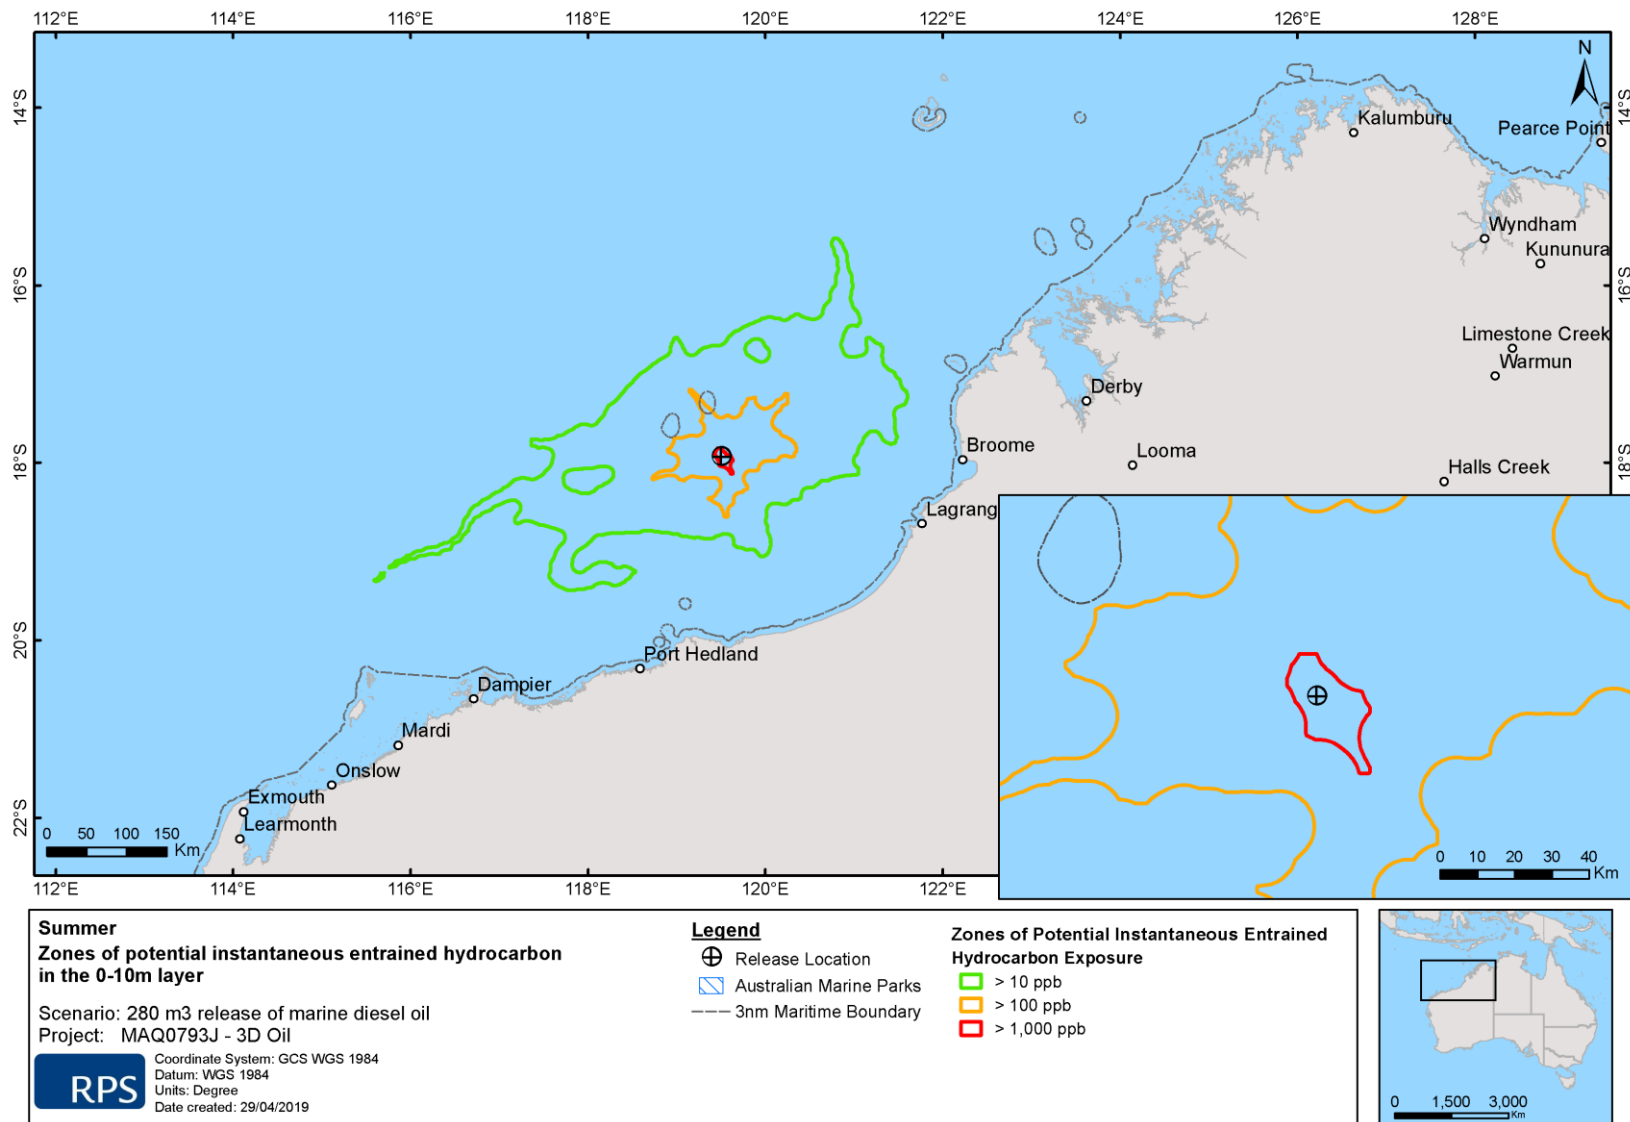 112°E 114°E 116°E 118°E 120°E 122°E 124°E 126°E 128°E
N
14°S 14°S
Kalumburu
Pearce Point
Wyndham
Kununura
16°S 16°S
Limestone Creek
Warmun
Derby
Broome
Looma
18°S 18°S
Halls Creek
Lagrang
20°S
Port Hedland
Dampier
Mardi
Onslow
Exmouth
Learmonth
22°S
0 50 100 150
Km
0 10 20 30 40
Km
112°E 114°E 116°E 118°E 120°E 122°E
Summer
Zones of potential instantaneous entrained hydrocarbon
in the 0-10m layer
Scenario: 280 m3 release of marine diesel oil
Project: MAQ0793J - 3D Oil
RPS
Coordinate System: GCS WGS 1984
Datum: WGS 1984
Units: Degree
Date created: 29/04/2019
Legend
Release Location
Australian Marine Parks
3nm Maritime Boundary
Zones of Potential Instantaneous Entrained
Hydrocarbon Exposure
> 10 ppb
> 100 ppb
> 1,000 ppb
0 1,500 3,000
Km